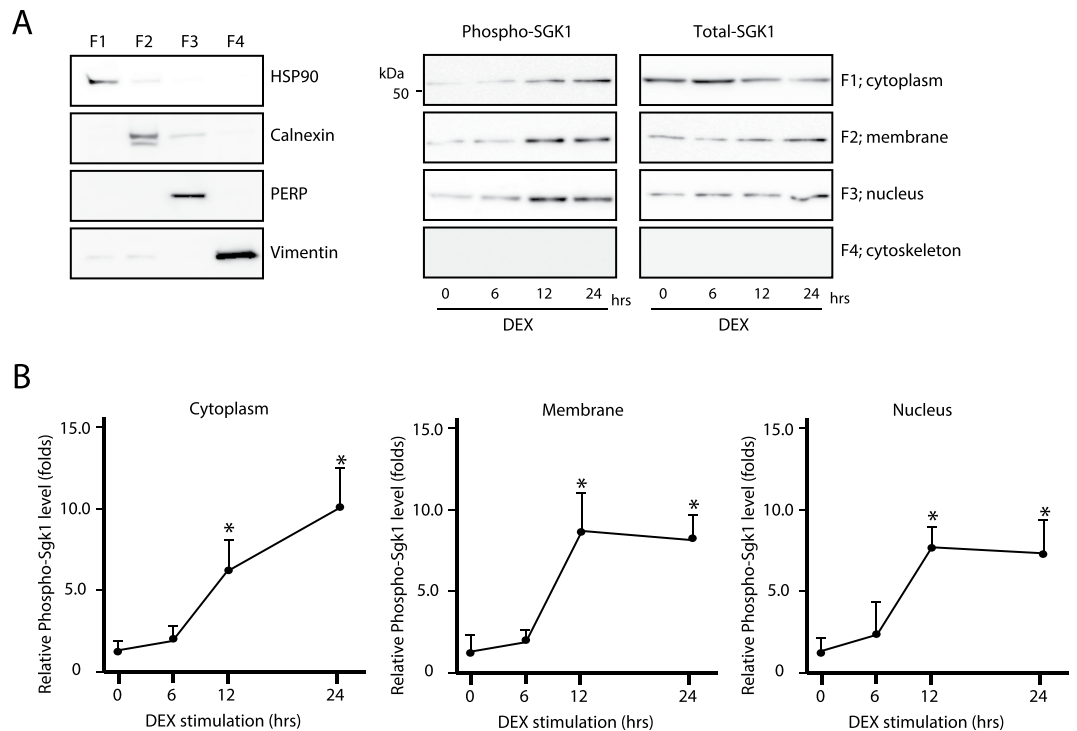 A
F1 F2 F3 F4
HSP90
Calnexin
PERP
Vimentin
Phospho-SGK1 Total-SGK1
kDa
50
F1; cytoplasm
F2; membrane
F3; nucleus
F4; cytoskeleton
0 6 12 24 hrs 0 6 12 24 hrs
DEX DEX
B
Cytoplasm
Relative Phospho-Sgk1 level (folds)
15.0
10.0
5.0
0
* *
0 6 12 24
DEX stimulation (hrs)
Membrane
Relative Phospho-Sgk1 level (folds)
15.0
10.0
5.0
0
* *
0 6 12 24
DEX stimulation (hrs)
Nucleus
Relative Phospho-Sgk1 level (folds)
15.0
10.0
5.0
0
* *
0 6 12 24
DEX stimulation (hrs)